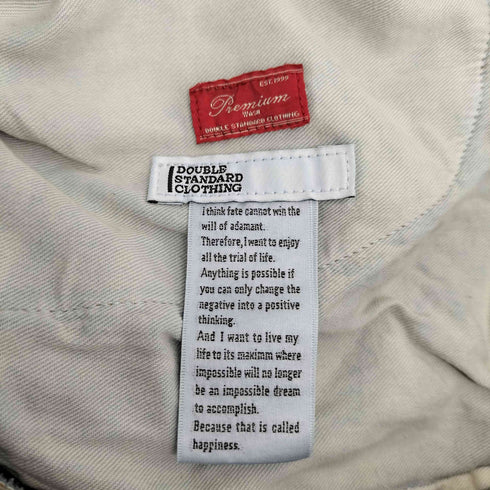 EST.1999
Premium
WASH
DOUBLE STANDARD CLOTHING
DOUBLE
STANDARD
CLOTHING
I think fate cannot win the
will of adamant.
Therefore, I want to enjoy
all the trial of life.
Anything is possible if
you can only change the
negative into a positive
thinking.
And I want to live my
life to its maximm where
impossible will no longer
be an impossible dream
to accomplish.
Because that is called
happiness.